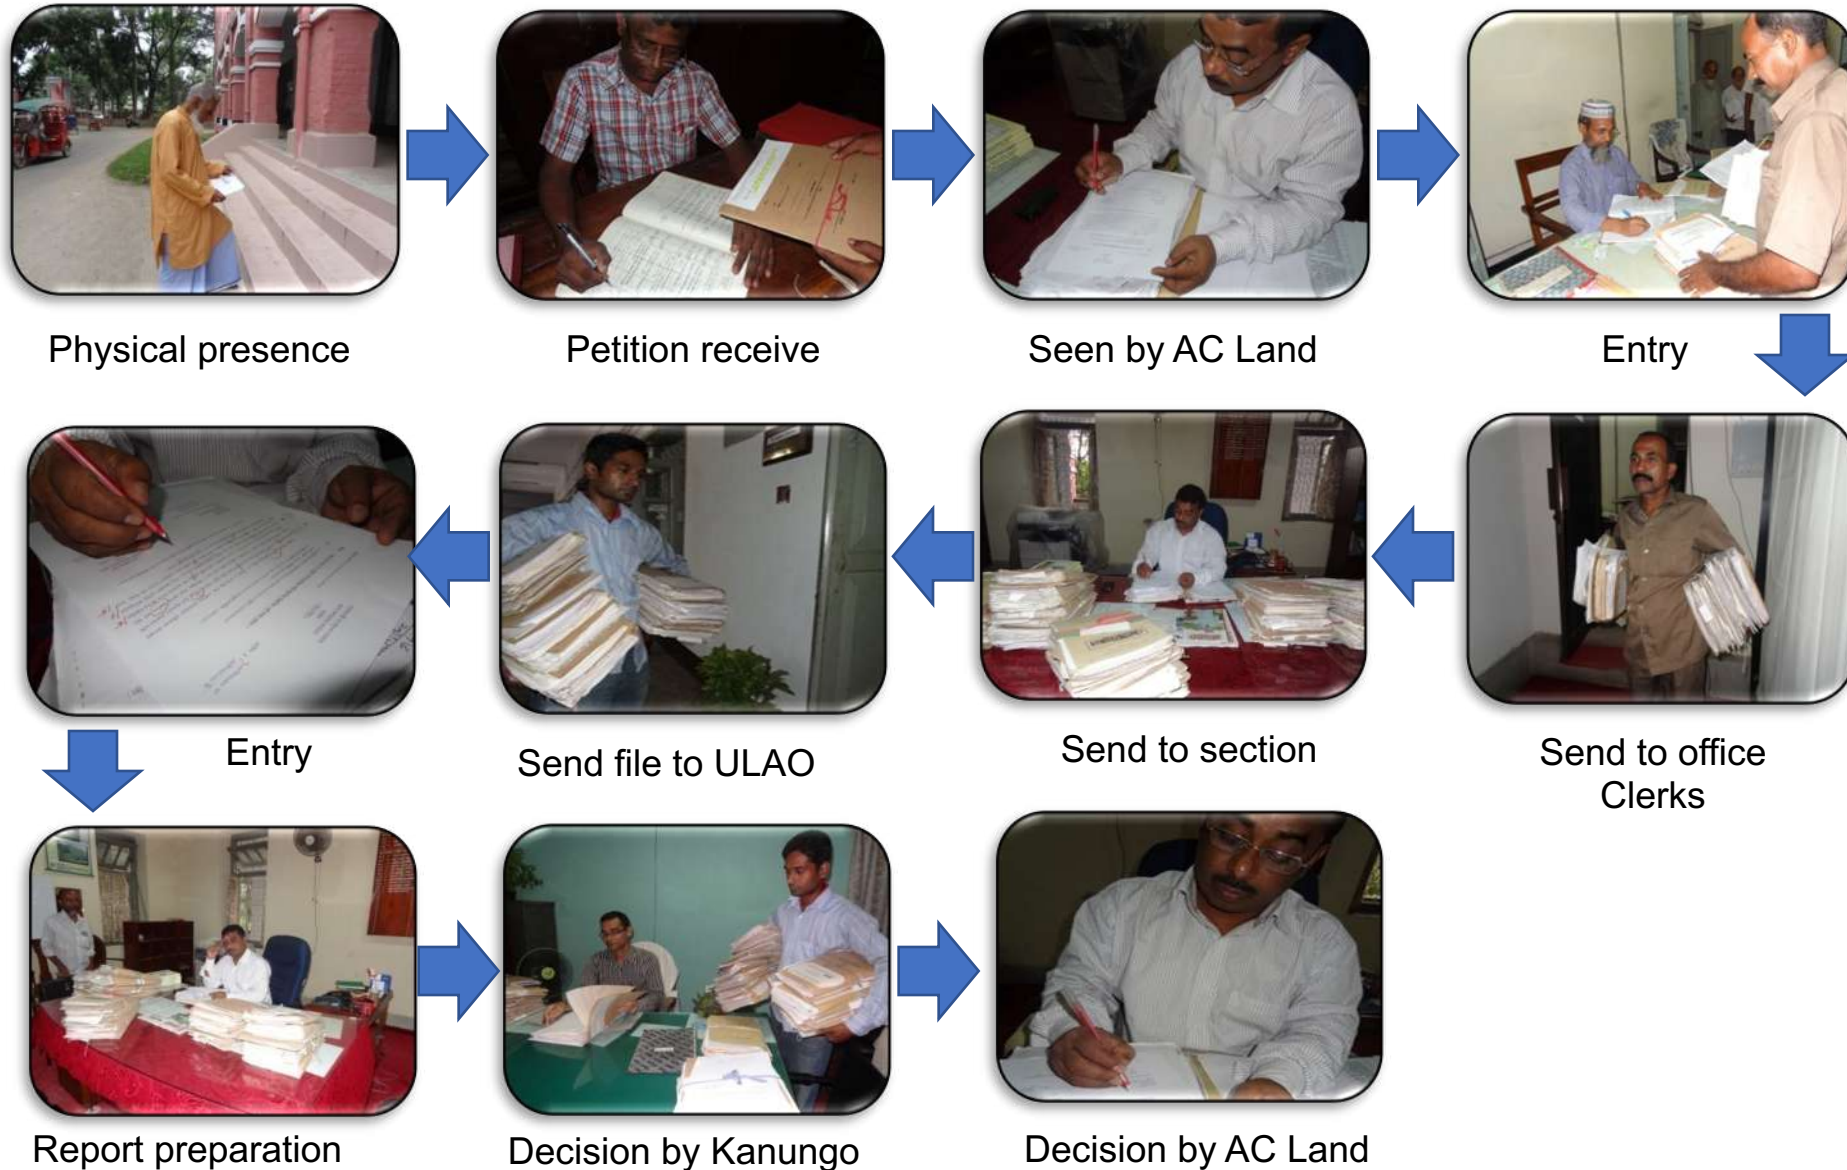 Physical presence
Petition receive
Seen by AC Land
Entry
Send to office
Clerks
Send to section
Send file to ULAO
Entry
Report preparation
Decision by Kanungo
Decision by AC Land